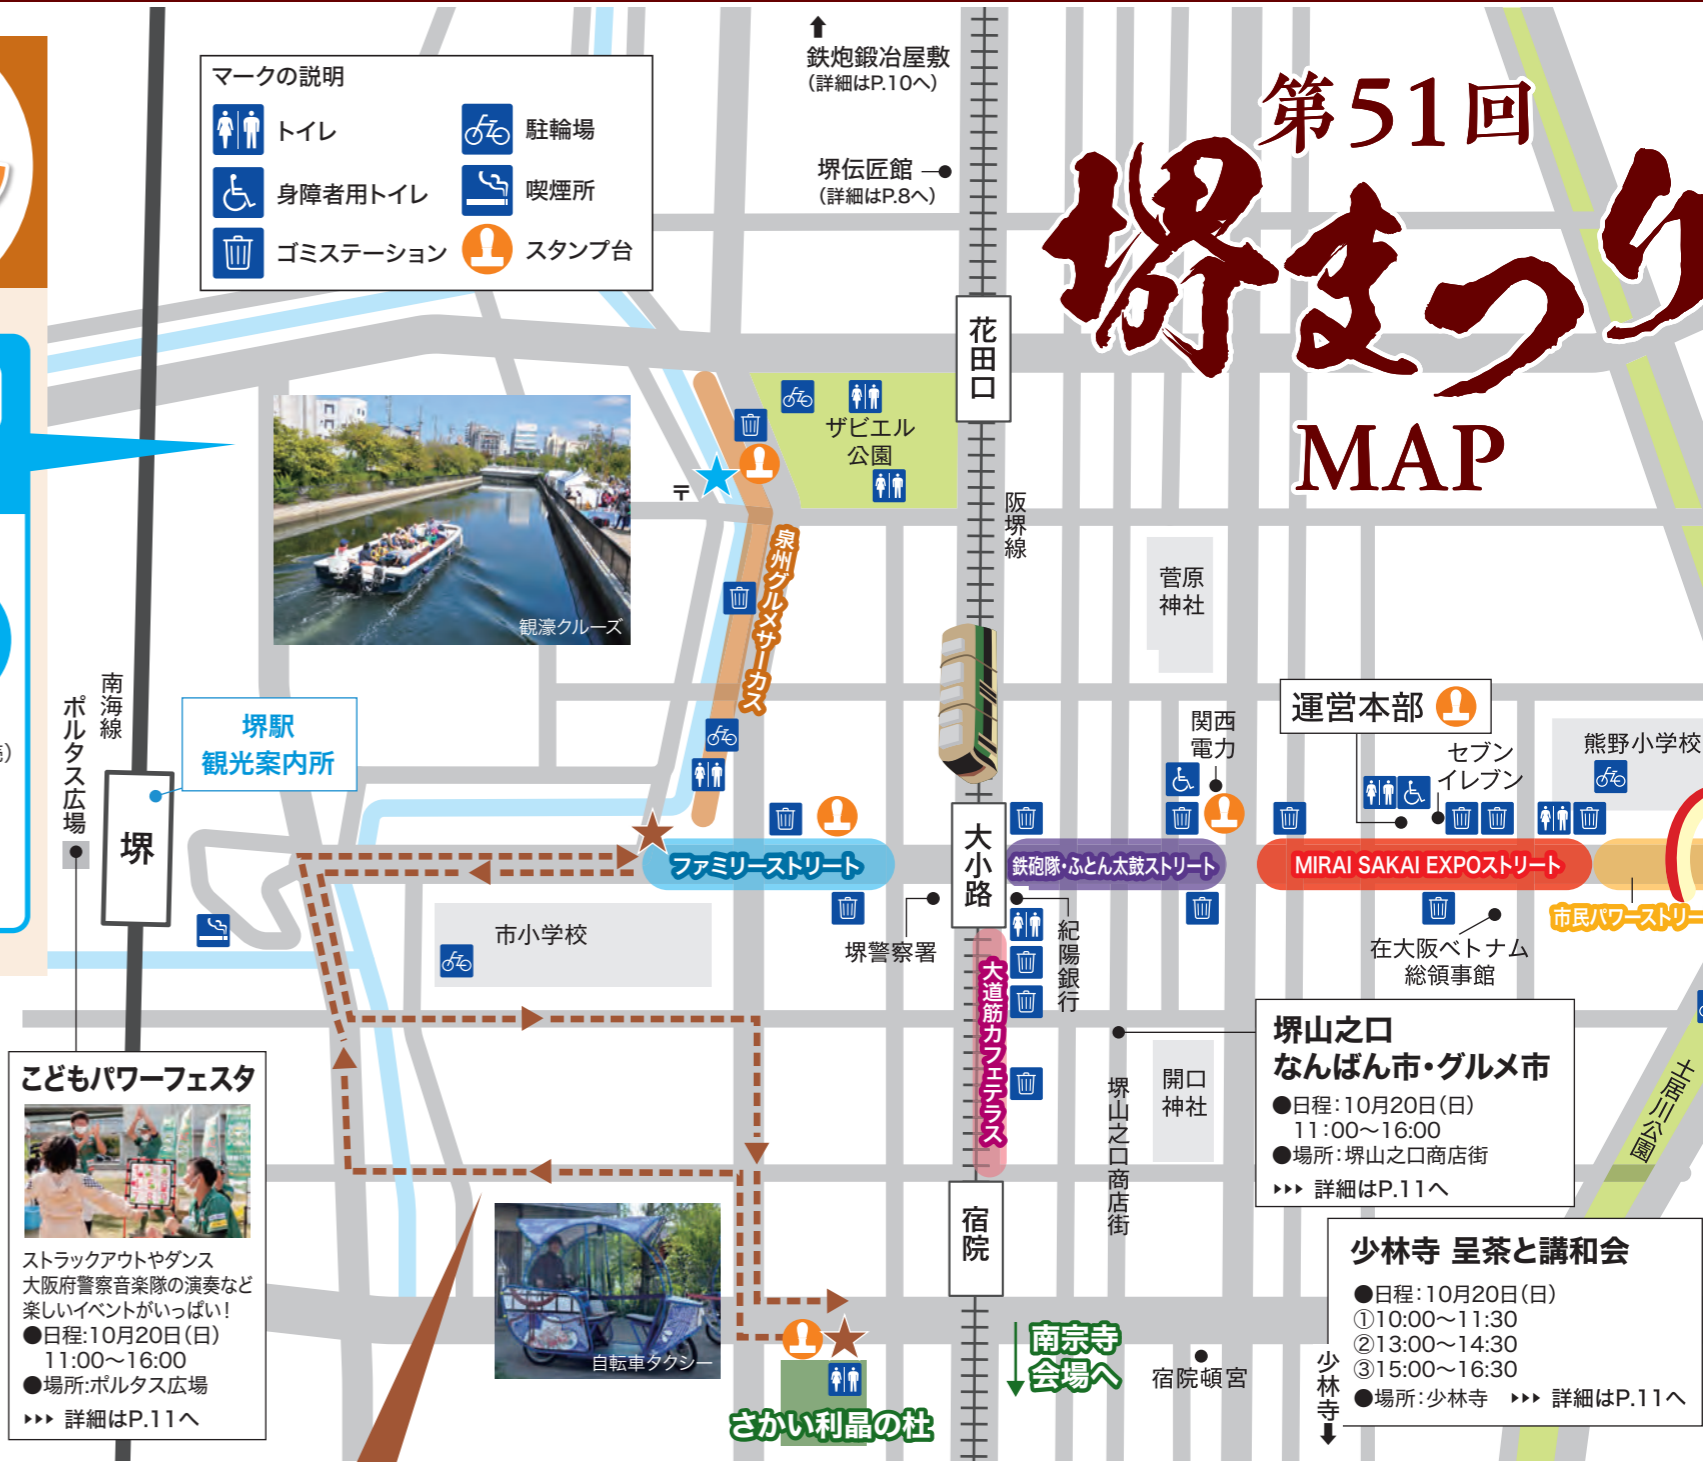 第51回
堺まつり
MAP
マークの説明
トイレ
駐輪場
身障者用トイレ
喫煙所
ゴミステーション
スタンプ台
鉄炮鍛冶屋敷
(詳細はP.10へ)
堺伝匠館
(詳細はP.8へ)
花田口
ザビエル
公園
〒
阪堺線
観濠クルーズ
泉州グルメサーカス
菅原
神社
南海線
ポルタス広場
堺駅
観光案内所
堺
関西
電力
運営本部
セブン
イレブン
熊野小学校
ファミリーストリート
大小路
鉄砲隊・ふとん太鼓ストリート
MIRAI SAKAI EXPOストリート
市民パワーストリー
市小学校
堺警察署
紀陽銀行
在大阪ベトナム
総領事館
大道筋カフェテラス
堺山之口
なんばん市・グルメ市
●日程:10月20日(日)
11:00〜16:00
●場所:堺山之口商店街
▶▶▶ 詳細はP.11へ
開口
神社
堺山之口商店街
土居川公園
こどもパワーフェスタ
ストラックアウトやダンス
大阪府警察音楽隊の演奏など
楽しいイベントがいっぱい!
●日程:10月20日(日)
11:00〜16:00
●場所:ポルタス広場
▶▶▶ 詳細はP.11へ
宿院
自転車タクシー
さかい利晶の杜
南宗寺
会場へ
宿院頓宮
少林寺
少林寺 呈茶と講和会
●日程:10月20日(日)
①10:00〜11:30
②13:00〜14:30
③15:00〜16:30
●場所:少林寺 ▶▶▶ 詳細はP.11へ